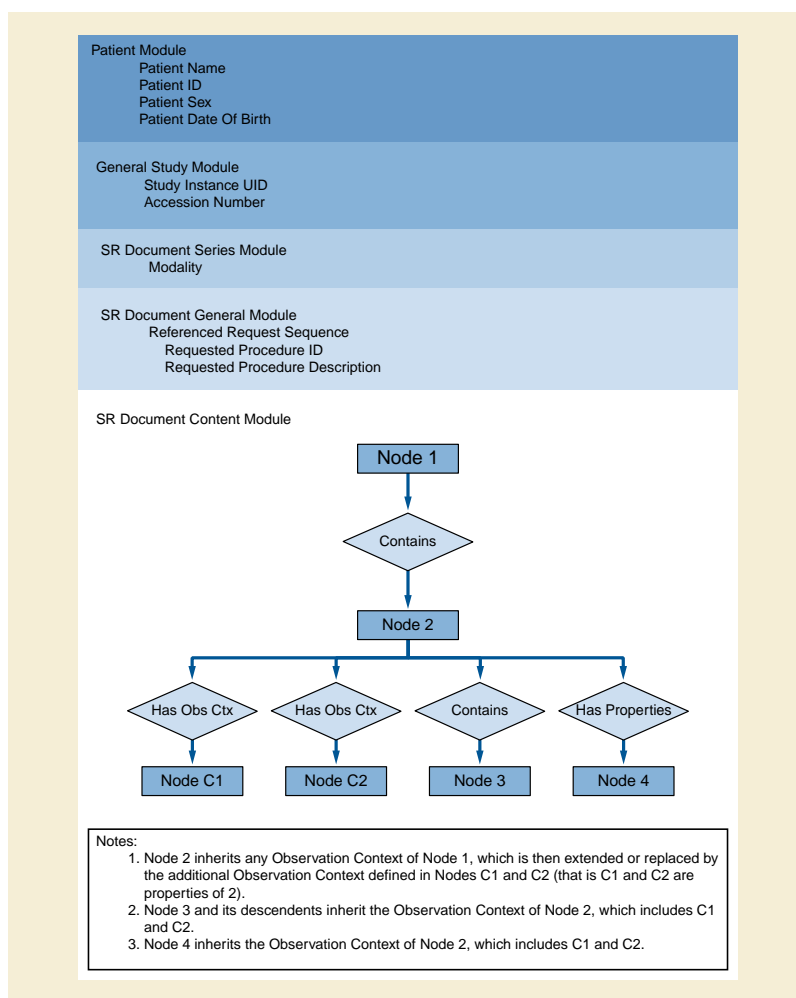 Patient Module
Patient Name
Patient ID
Patient Sex
Patient Date Of Birth
General Study Module
Study Instance UID
Accession Number
SR Document Series Module
Modality
SR Document General Module
Referenced Request Sequence
Requested Procedure ID
Requested Procedure Description
SR Document Content Module
Node 1
Contains
Node 2
Has Obs Ctx
Has Obs Ctx
Contains
Has Properties
Node C1
Node C2
Node 3
Node 4
Notes:
1. Node 2 inherits any Observation Context of Node 1, which is then extended or replaced by
the additional Observation Context defined in Nodes C1 and C2 (that is C1 and C2 are
properties of 2).
2. Node 3 and its descendents inherit the Observation Context of Node 2, which includes C1
and C2.
3. Node 4 inherits the Observation Context of Node 2, which includes C1 and C2.